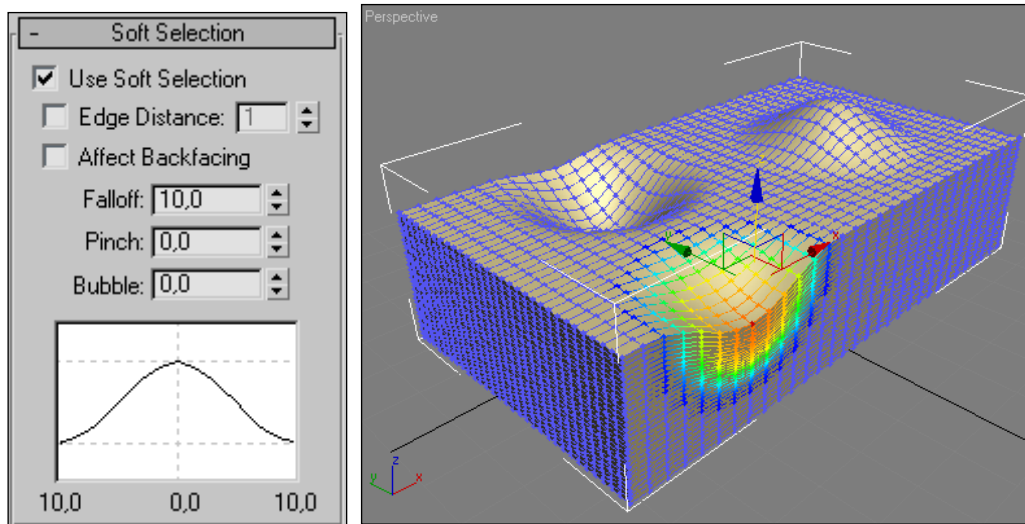 - Soft Selection
Use Soft Selection
Edge Distance: 1
Affect Backfacing
Falloff: 10,0
Pinch: 0,0
Bubble: 0,0
10,0 0,0 10,0
Perspective
z
y x
y x